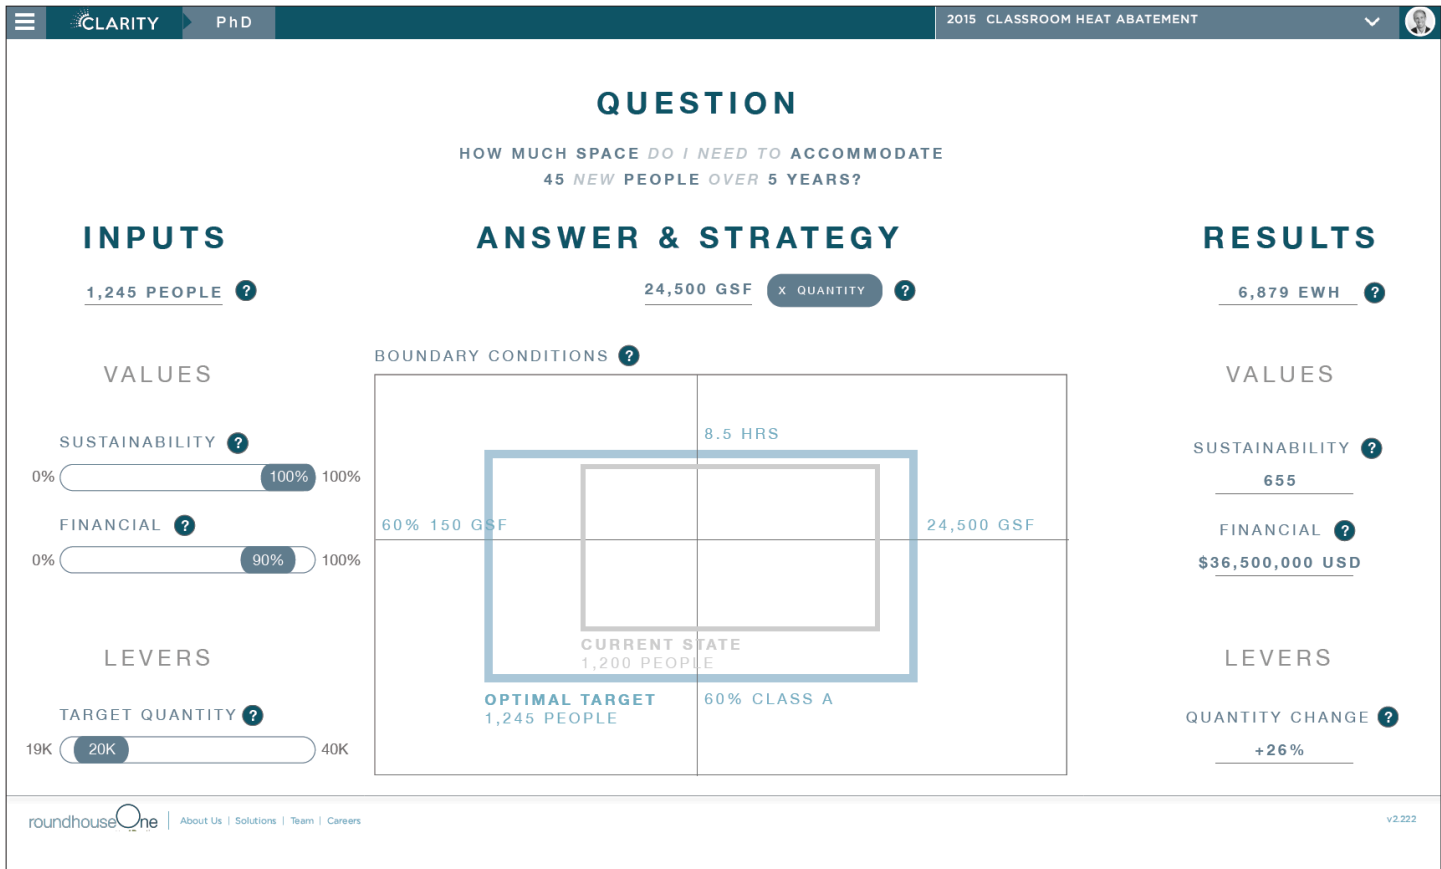 CLARITY PhD 2015 CLASSROOM HEAT ABATEMENT
QUESTION
HOW MUCH SPACE DO I NEED TO ACCOMMODATE
45 NEW PEOPLE OVER 5 YEARS?
INPUTS
1,245 PEOPLE ?
VALUES
SUSTAINABILITY ?
0% 100% 100%
FINANCIAL ?
0% 90% 100%
LEVERS
TARGET QUANTITY ?
19K 20K 40K
ANSWER & STRATEGY
24,500 GSF X QUANTITY ?
BOUNDARY CONDITIONS ?
8.5 HRS
60% 150 GSF
24,500 GSF
CURRENT STATE
1,200 PEOPLE
OPTIMAL TARGET
1,245 PEOPLE
60% CLASS A
RESULTS
6,879 EWH ?
VALUES
SUSTAINABILITY ?
655
FINANCIAL ?
$36,500,000 USD
LEVERS
QUANTITY CHANGE ?
+26%
roundhouseOne About Us | Solutions | Team | Careers v2.222